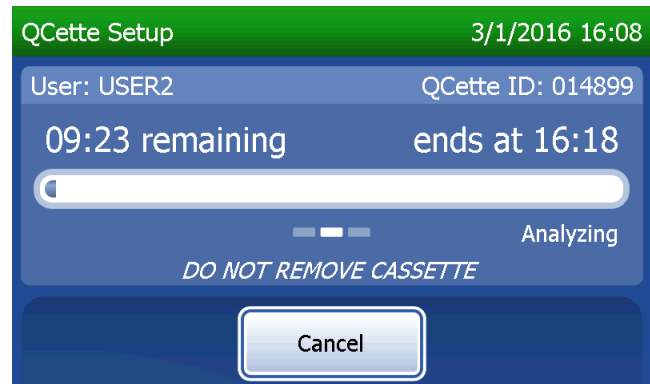 QCette Setup 3/1/2016 16:08
User: USER2 QCette ID: 014899
09:23 remaining ends at 16:18
Analyzing
DO NOT REMOVE CASSETTE
Cancel